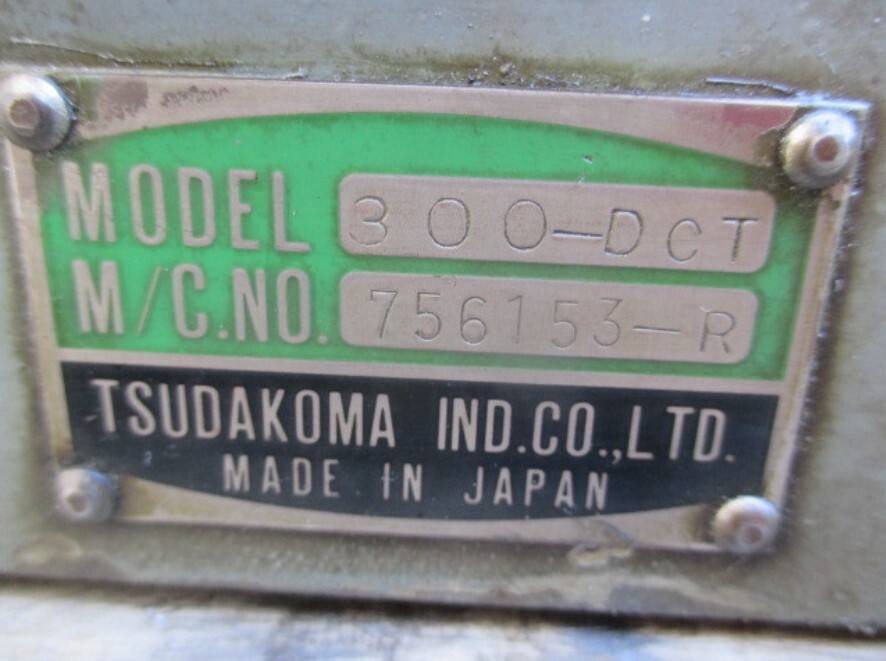 MODEL 300-DCT
M/C.NO. 756153-R
TSUDAKOMA IND.CO.,LTD.
MADE IN JAPAN